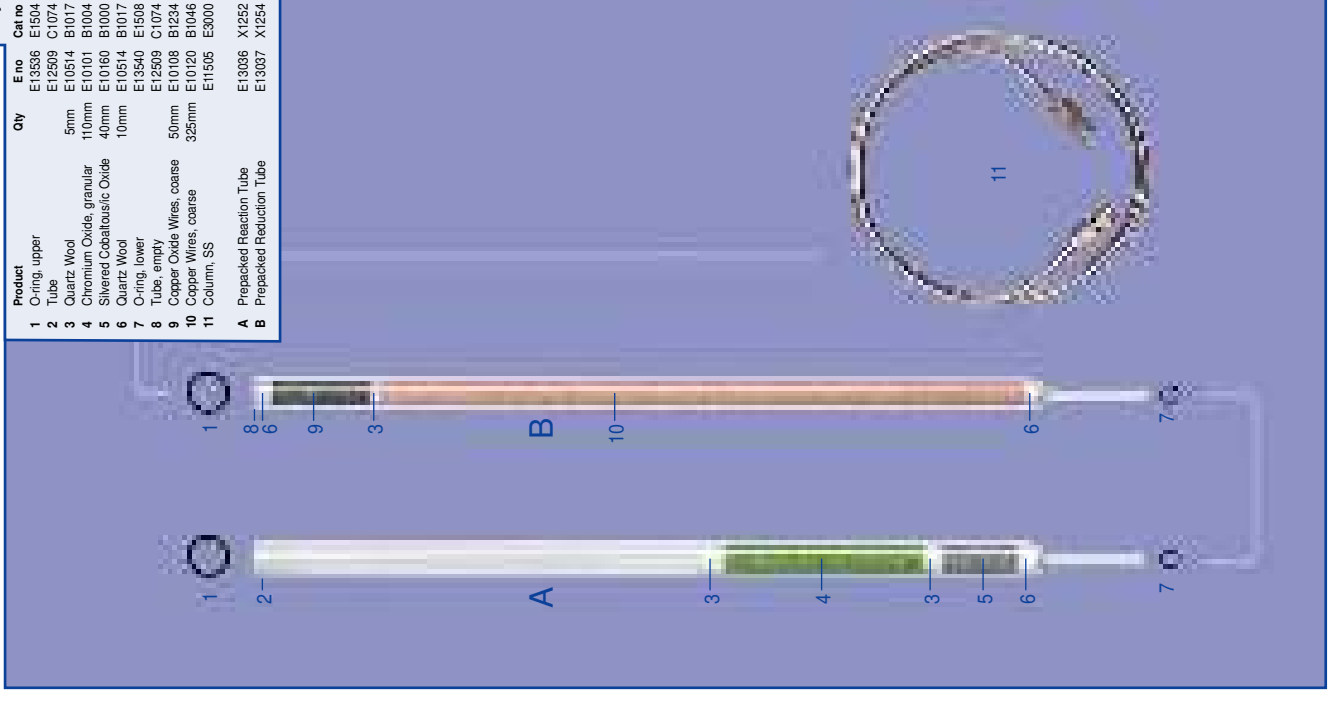 Product Qty E no Cat no
1 O-ring, upper E13536 E1504
2 Tube E12509 C1074
3 Quartz Wool 5mm E10514 B1017
4 Chromium Oxide, granular 110mm E10101 B1004
5 Silvered Cobaltous/ic Oxide 40mm E10160 B1000
6 Quartz Wool 10mm E10514 B1017
7 O-ring, lower E13540 E1508
8 Tube, empty E12509 C1074
9 Copper Oxide Wires, coarse 50mm E10108 B1234
10 Copper Wires, coarse 325mm E10120 B1046
11 Column, SS E11505 E3000
A Prepacked Reaction Tube E13036 X1252
B Prepacked Reduction Tube E13037 X1254
1
8
6
9
3
B
10
6
7
11
1
2
A
3
4
3
5
6
7